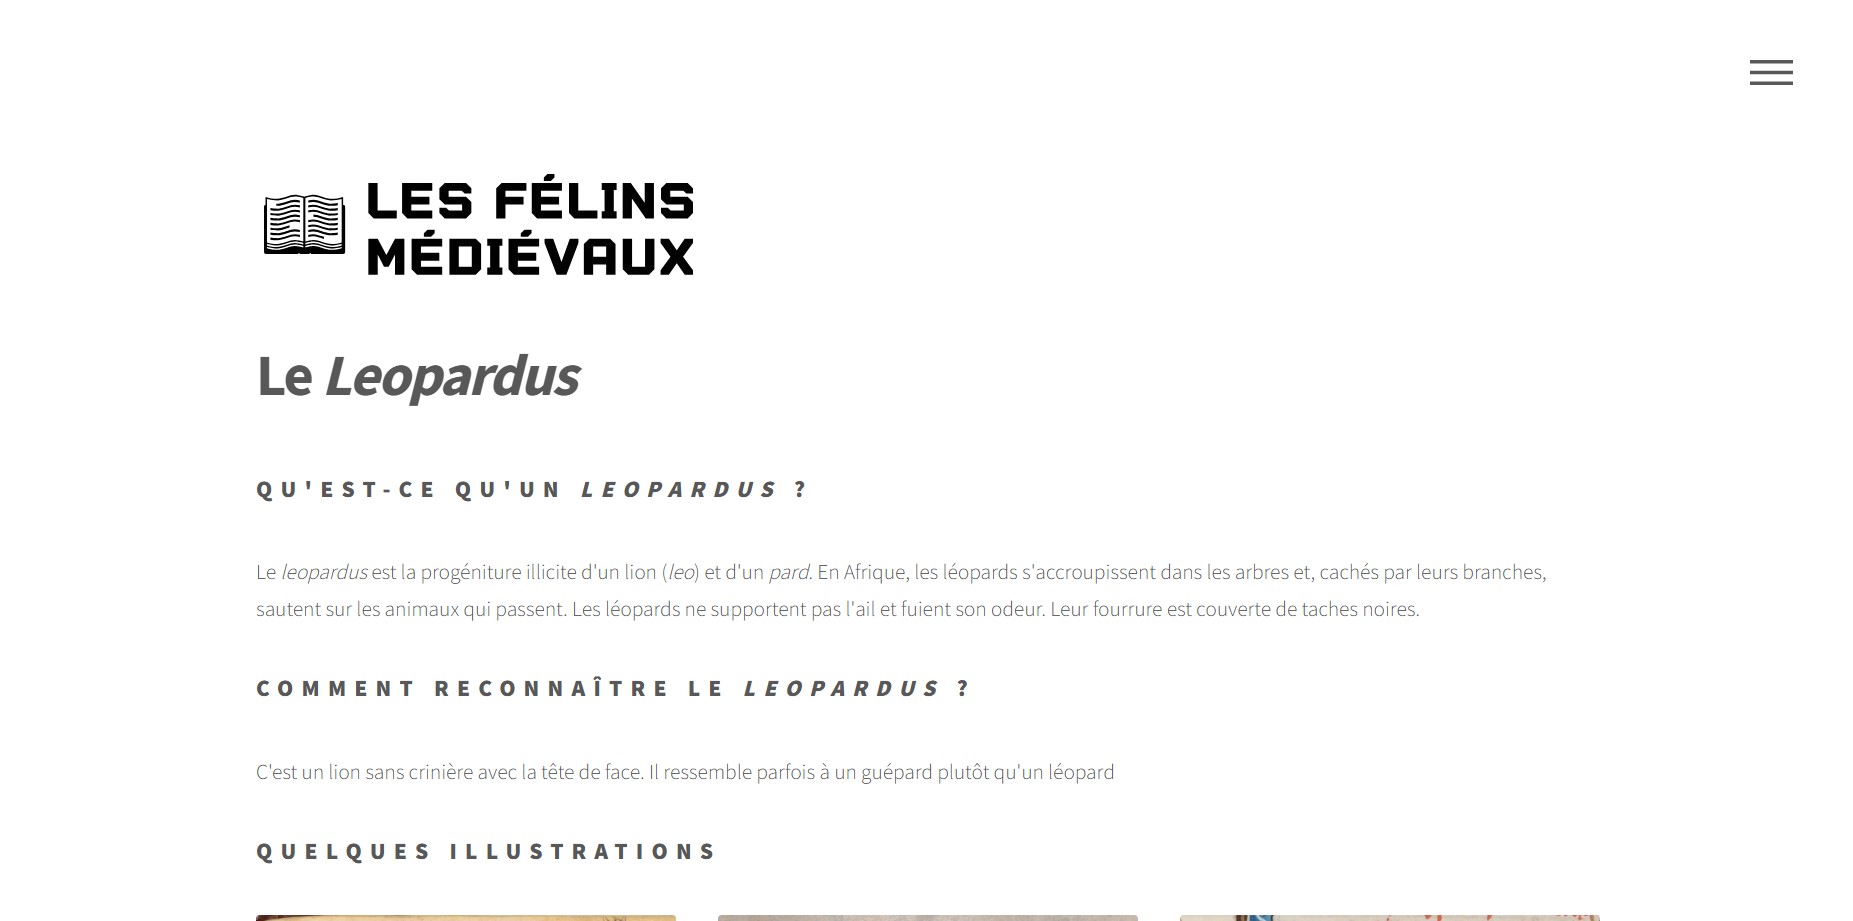 LES FÉLINS
MÉDIÉVAUX
Le Leopardus
QU'EST-CE QU'UN LEOPARDUS ?
Le leopardus est la progéniture illicite d'un lion (leo) et d'un pard. En Afrique, les léopards s'accroupissent dans les arbres et, cachés par leurs branches,
sautent sur les animaux qui passent. Les léopards ne supportent pas l'ail et fuient son odeur. Leur fourrure est couverte de taches noires.
COMMENT RECONNAÎTRE LE LEOPARDUS ?
C'est un lion sans crinière avec la tête de face. Il ressemble parfois à un guépard plutôt qu'un léopard
QUELQUES ILLUSTRATIONS